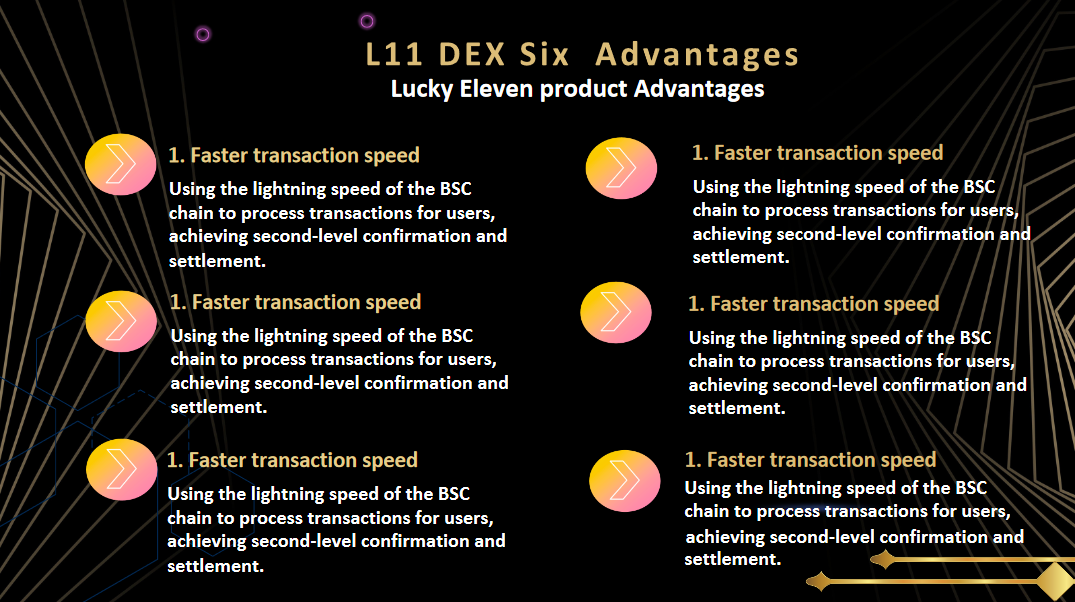 L11 DEX Six  Advantages
Lucky Eleven product Advantages
1. Faster transaction speed
Using the lightning speed of the BSC
chain to process transactions for users,
achieving second-level confirmation and
settlement.
1. Faster transaction speed
Using the lightning speed of the BSC
chain to process transactions for users,
achieving second-level confirmation and
settlement.
1. Faster transaction speed
Using the lightning speed of the BSC
chain to process transactions for users,
achieving second-level confirmation and
settlement.
1. Faster transaction speed
Using the lightning speed of the BSC
chain to process transactions for users,
achieving second-level confirmation and
settlement.
1. Faster transaction speed
Using the lightning speed of the BSC
chain to process transactions for users,
achieving second-level confirmation and
settlement.
1. Faster transaction speed
Using the lightning speed of the BSC
chain to process transactions for users,
achieving second-level confirmation and
settlement.